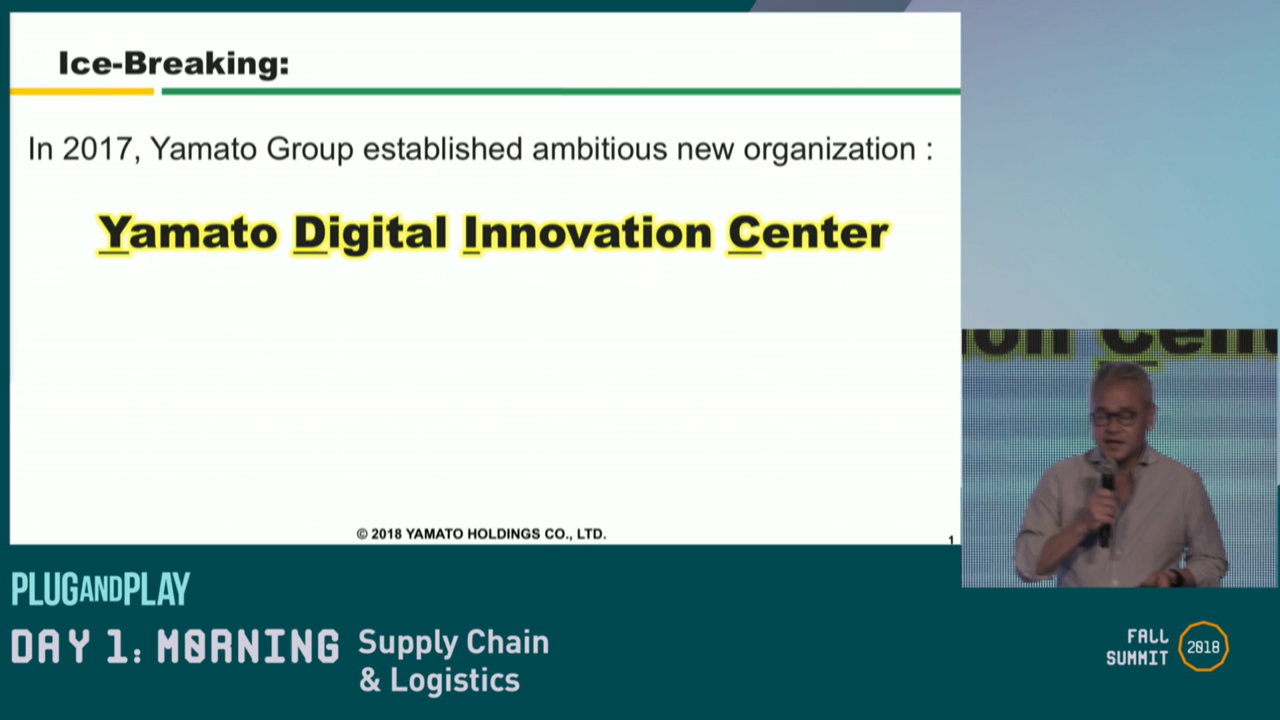 Ice-Breaking:
In 2017, Yamato Group established ambitious new organization :
Yamato Digital Innovation Center
© 2018 YAMATO HOLDINGS CO., LTD.
1
PLUGANDPLAY
DAY 1: MORNING
Supply Chain
& Logistics
FALL
SUMMIT
2018